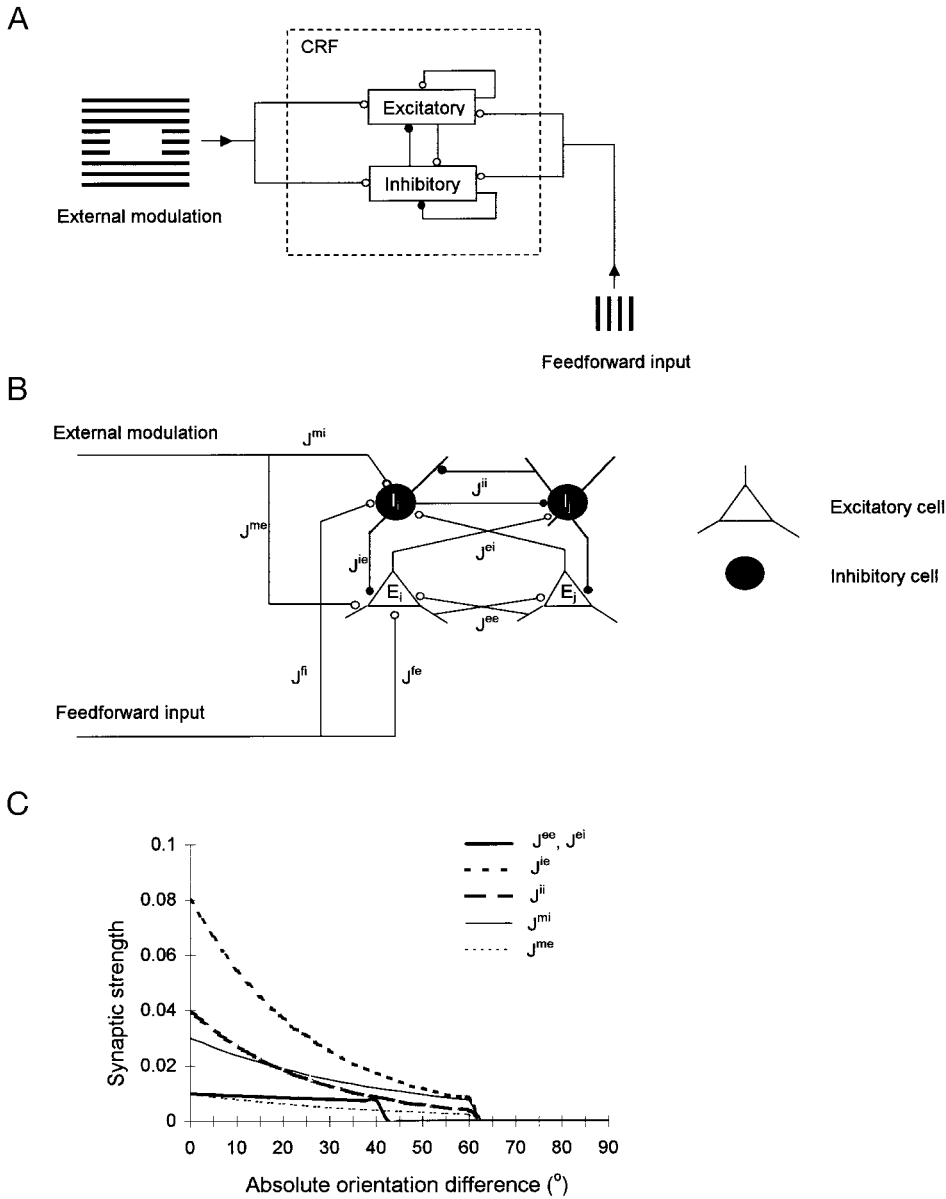 A
CRF
Excitatory
Inhibitory
External modulation
Feedforward input
B
External modulation
J^mi
I_i
J^ii
I_j
J^me
J^ie
J^ei
E_i
E_j
J^ee
J^fi
J^fe
Feedforward input
Excitatory cell
Inhibitory cell
C
J^ee, J^ei
J^ie
J^ii
J^mi
J^me
Synaptic strength
0.1
0.08
0.06
0.04
0.02
0
0 10 20 30 40 50 60 70 80 90
Absolute orientation difference (°)